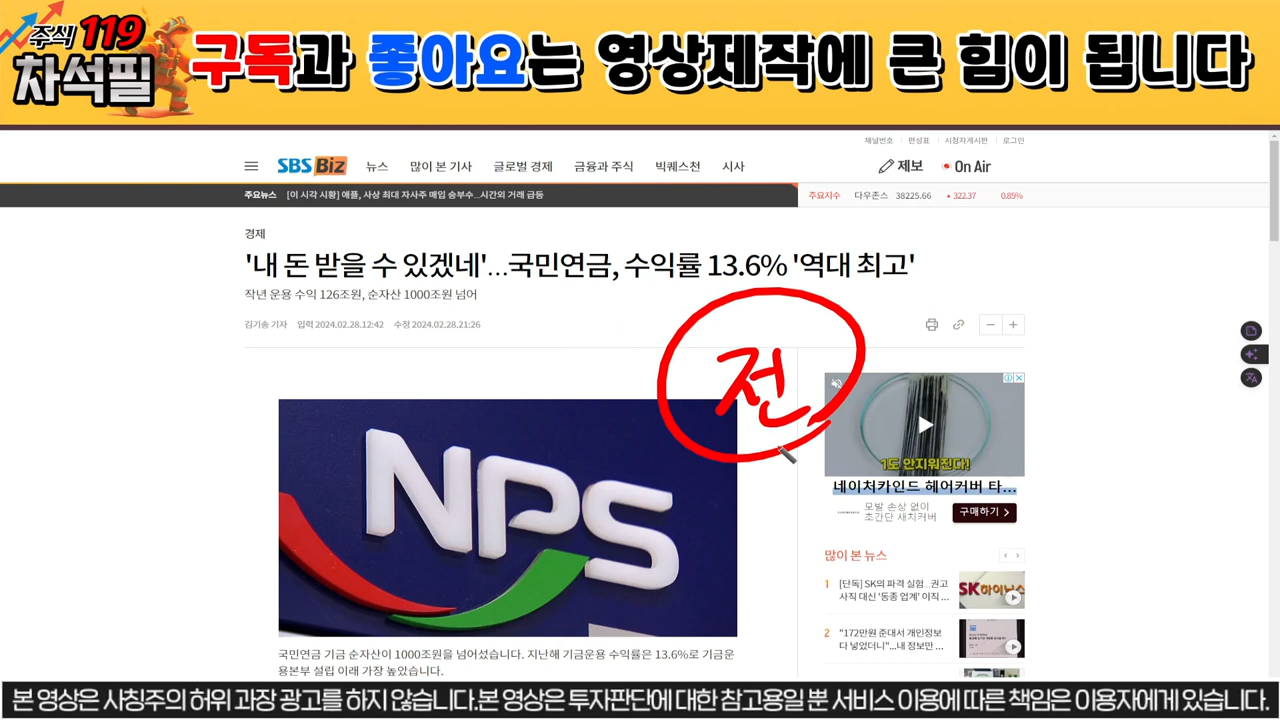 주식 119
차석필
구독과 좋아요는 영상제작에 큰 힘이 됩니다
채널번호 편성표 시청자게시판 로그인
SBS Biz 뉴스 많이 본 기사 글로벌 경제 금융과 주식 빅퀘스천 시사 제보 On Air
주요뉴스 [이 시각 시황] 애플, 사상 최대 자사주 매입 승부수...시간외 거래 급등 주요지수 다우존스 38225.66 ▲ 322.37 0.85%
경제
'내 돈 받을 수 있겠네'…국민연금, 수익률 13.6% '역대 최고'
작년 운용 수익 126조원, 순자산 1000조원 넘어
김기송 기자 입력 2024.02.28.12:42 수정 2024.02.28.21:26
전
NPS
1도 안지워진다!
네이처카인드 헤어커버 타...
모발 손상 없이
초간단 새치커버
구매하기
많이 본 뉴스
1 [단독] SK의 파격 실험...권고
사직 대신 '동종 업계' 이직 ...
SK하이닉스
2 "172만원 준대서 개인정보
다 넣었더니"...내 정보만 ...
국민연금 기금 순자산이 1000조원을 넘어섰습니다. 지난해 기금운용 수익률은 13.6%로 기금운
용본부 설립 이래 가장 높았습니다.
본 영상은 사칭주의 허위 과장 광고를 하지 않습니다.본 영상은 투자판단에 대한 참고용일 뿐 서비스 이용에 따른 책임은 이용자에게 있습니다.